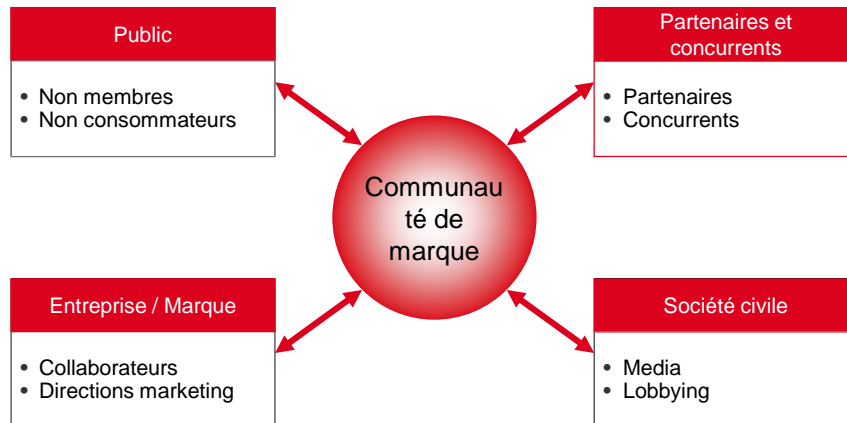 Public
• Non membres
• Non consommateurs
Partenaires et
concurrents
• Partenaires
• Concurrents
Communau
té de
marque
Entreprise / Marque
• Collaborateurs
• Directions marketing
Société civile
• Media
• Lobbying